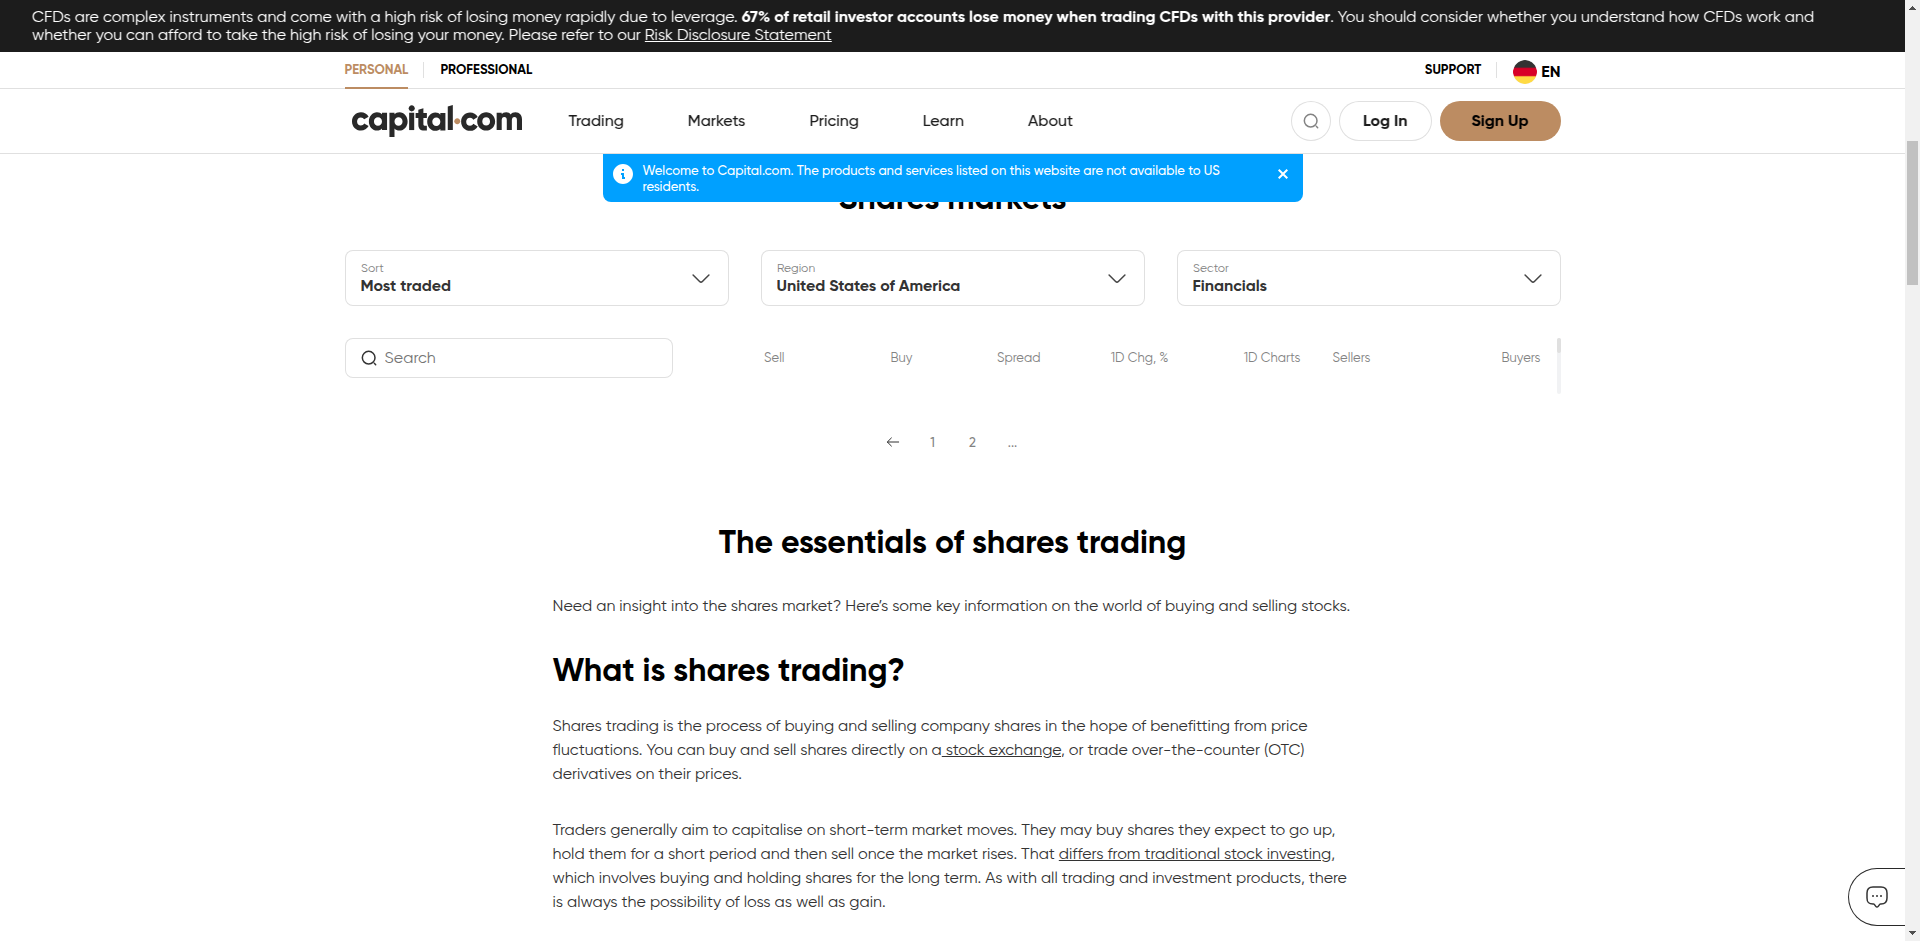 CFDs are complex instruments and come with a high risk of losing money rapidly due to leverage. 67% of retail investor accounts lose money when trading CFDs with this provider. You should consider whether you understand how CFDs work and
whether you can afford to take the high risk of losing your money. Please refer to our Risk Disclosure Statement
PERSONAL PROFESSIONAL SUPPORT EN
capital.com Trading Markets Pricing Learn About Log In Sign Up
Welcome to Capital.com. The products and services listed on this website are not available to US
residents.
Shares markets
Sort Region Sector
Most traded United States of America Financials
Search Sell Buy Spread 1D Chg, % 1D Charts Sellers Buyers
1 2 ...
The essentials of shares trading
Need an insight into the shares market? Here's some key information on the world of buying and selling stocks.
What is shares trading?
Shares trading is the process of buying and selling company shares in the hope of benefitting from price
fluctuations. You can buy and sell shares directly on a stock exchange, or trade over-the-counter (OTC)
derivatives on their prices.
Traders generally aim to capitalise on short-term market moves. They may buy shares they expect to go up,
hold them for a short period and then sell once the market rises. That differs from traditional stock investing,
which involves buying and holding shares for the long term. As with all trading and investment products, there
is always the possibility of loss as well as gain.